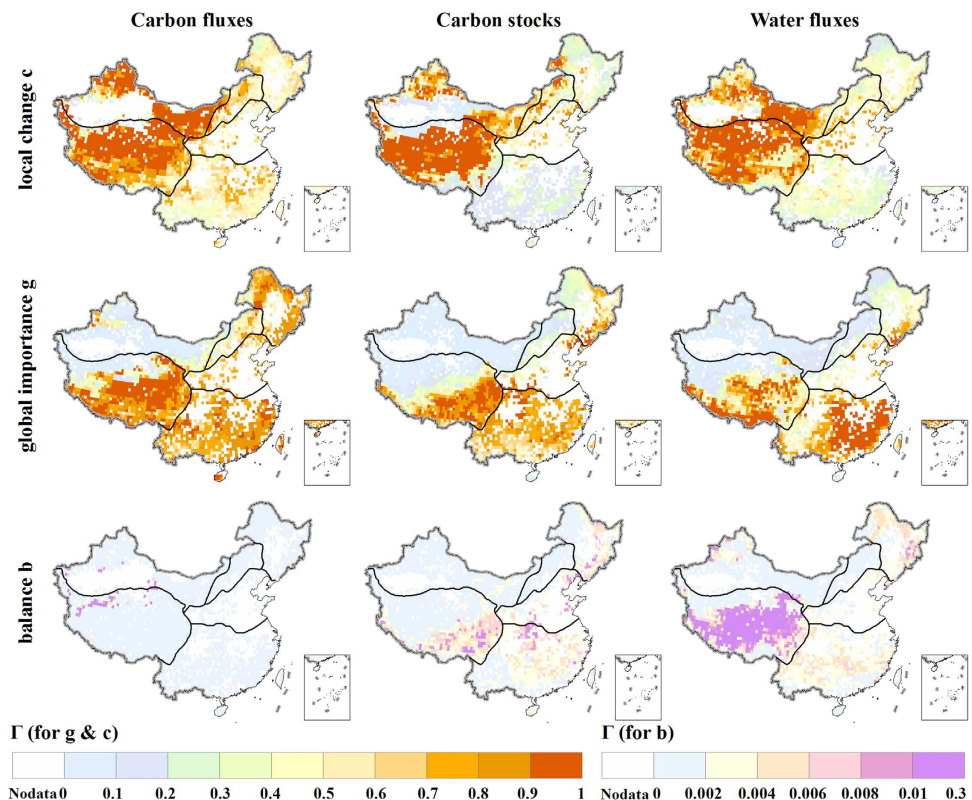 Carbon fluxes Carbon stocks Water fluxes
local change c
global importance g
balance b
Γ (for g & c) Γ (for b)
Nodata 0 0.1 0.2 0.3 0.4 0.5 0.6 0.7 0.8 0.9 1 Nodata 0 0.002 0.004 0.006 0.008 0.01 0.3